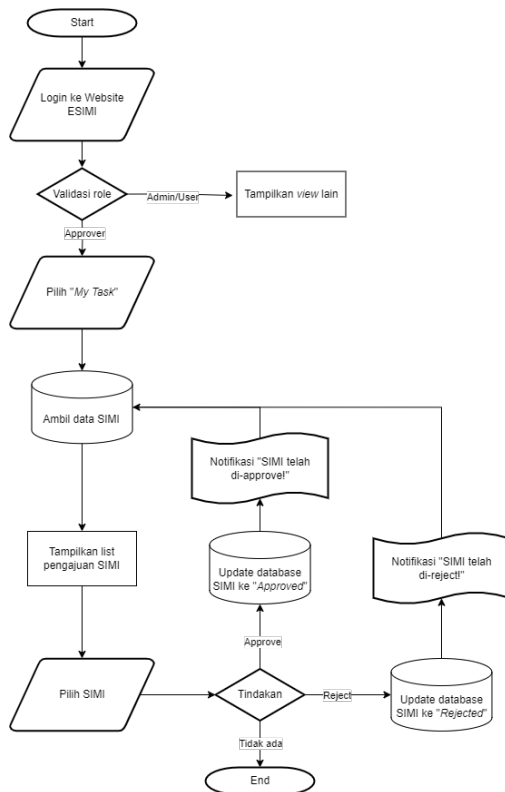 Start
Login ke Website
ESIMI
Validasi role
Admin/User
Tampilkan view lain
Approver
Pilih "My Task"
Ambil data SIMI
Notifikasi "SIMI telah
di-approve!"
Tampilkan list
pengajuan SIMI
Update database
SIMI ke "Approved"
Notifikasi "SIMI telah
di-reject!"
Approve
Pilih SIMI
Tindakan
Reject
Update database
SIMI ke "Rejected"
Tidak ada
End